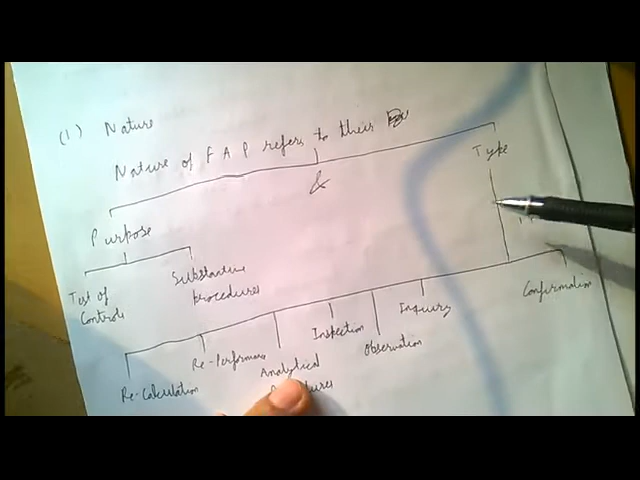 (1) Nature
Nature of F A P refers to their
&
Type
Purpose
Test of
Controls
Substantive
procedures
Re-Calculation
Re-Performance
Analytical
Inspection
Observation
Inquiry
Confirmation